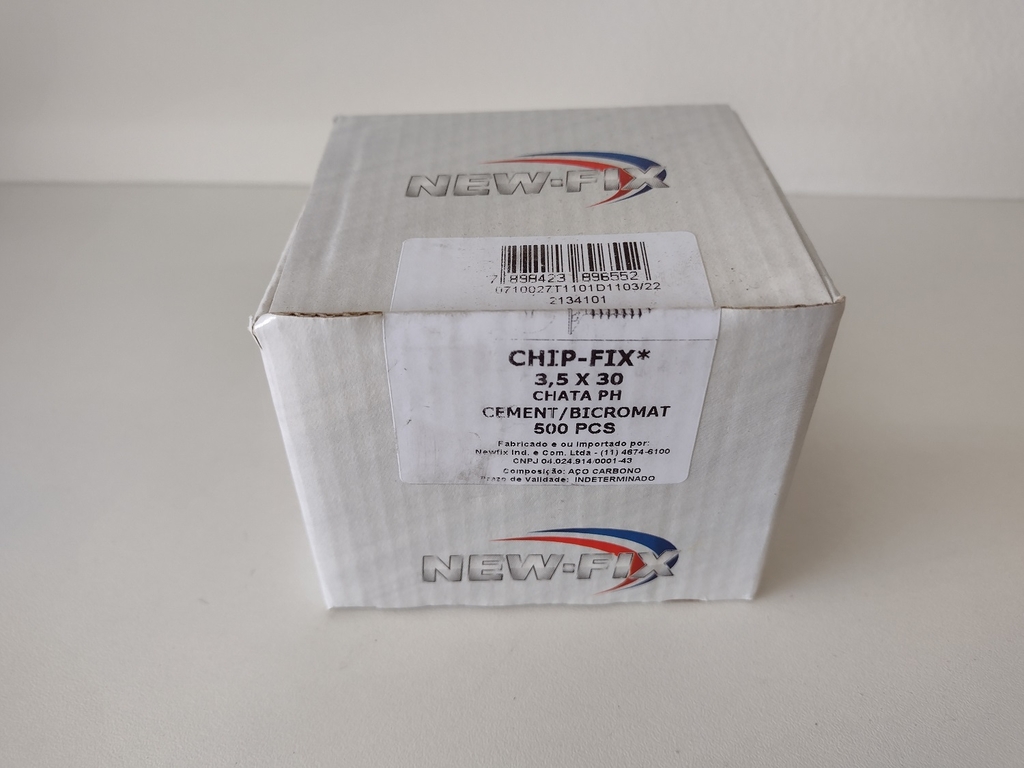 NEW-FIX
7 898423 896552
0710027T1101D1103/22
2134101
CHIP-FIX*
3,5 X 30
CHATA PH
CEMENT/BICROMAT
500 PCS
Fabricado e ou Importado por:
Newfix Ind. e Com. Ltda - (11) 4674-6100
CNPJ 04.024.914/0001-43
Composição: AÇO CARBONO
Prazo de Validade: INDETERMINADO
NEW-FIX